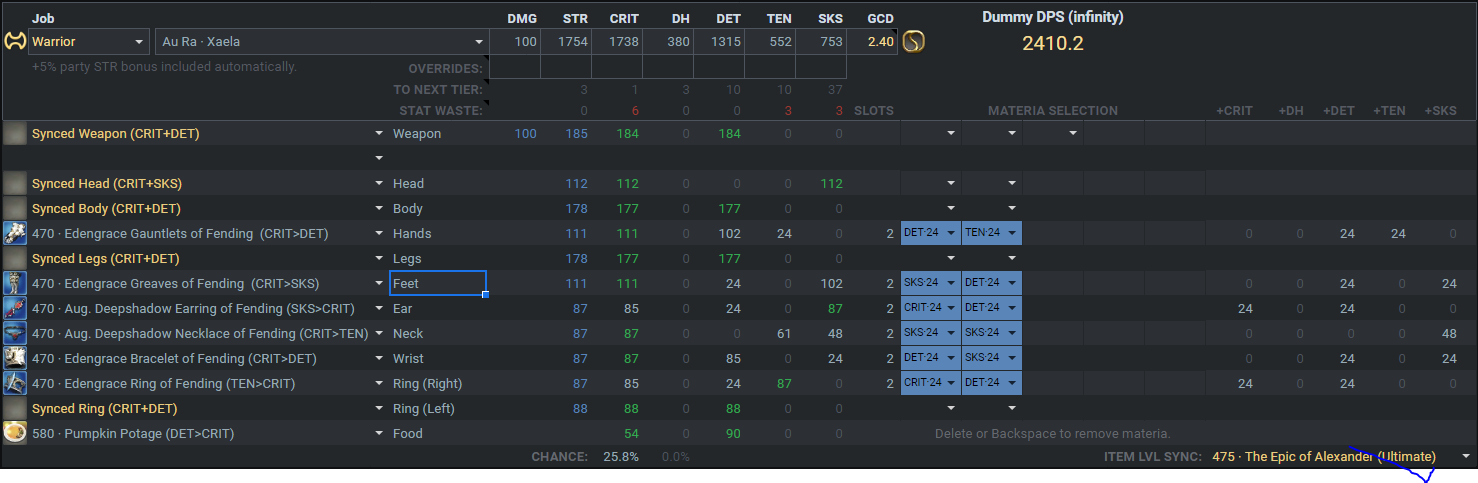 Job DMG STR CRIT DH DET TEN SKS GCD Dummy DPS (infinity)
Warrior Au Ra · Xaela 100 1754 1738 380 1315 552 753 2.40 2410.2
+5% party STR bonus included automatically. OVERRIDES:
TO NEXT TIER: 3 1 3 10 10 37
STAT WASTE: 0 6 0 0 3 3 SLOTS MATERIA SELECTION +CRIT +DH +DET +TEN +SKS
Synced Weapon (CRIT+DET) Weapon 100 185 184 0 184 0 0
Synced Head (CRIT+SKS) Head 112 112 0 0 0 112
Synced Body (CRIT+DET) Body 178 177 0 177 0 0
470 · Edengrace Gauntlets of Fending (CRIT>DET) Hands 111 111 0 102 24 0 2 DET·24 TEN·24 0 0 24 24 0
Synced Legs (CRIT+DET) Legs 178 177 0 177 0 0
470 · Edengrace Greaves of Fending (CRIT>SKS) Feet 111 111 0 24 0 102 2 SKS·24 DET·24 0 0 24 0 24
470 · Aug. Deepshadow Earring of Fending (SKS>CRIT) Ear 87 85 0 24 0 87 2 CRIT·24 DET·24 24 0 24 0 0
470 · Aug. Deepshadow Necklace of Fending (CRIT>TEN) Neck 87 87 0 0 61 48 2 SKS·24 SKS·24 0 0 0 0 48
470 · Edengrace Bracelet of Fending (CRIT>DET) Wrist 87 87 0 85 0 24 2 DET·24 SKS·24 0 0 24 0 24
470 · Edengrace Ring of Fending (TEN>CRIT) Ring (Right) 87 85 0 24 87 0 2 CRIT·24 DET·24 24 0 24 0 0
Synced Ring (CRIT+DET) Ring (Left) 88 88 0 88 0 0
580 · Pumpkin Potage (DET>CRIT) Food 54 0 90 0 0 Delete or Backspace to remove materia.
CHANCE: 25.8% 0.0% ITEM LVL SYNC: 475 · The Epic of Alexander (Ultimate)